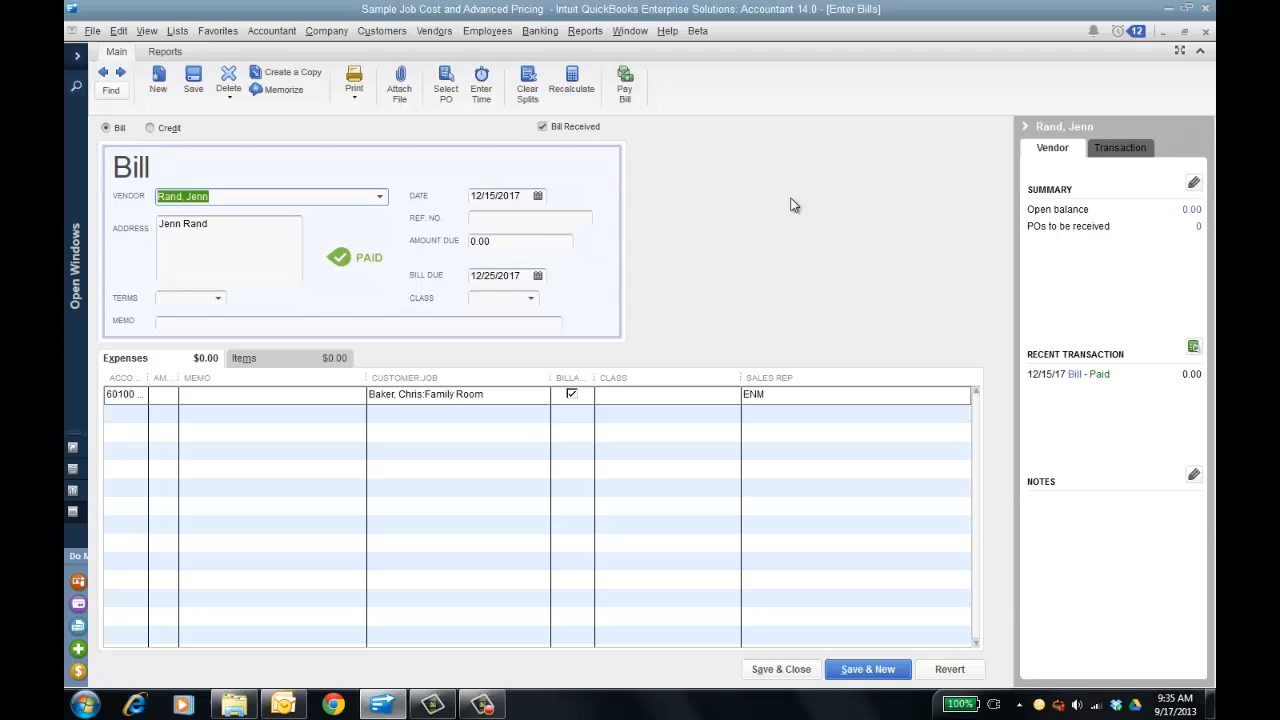 Sample Job Cost and Advanced Pricing - Intuit QuickBooks Enterprise Solutions: Accountant 14.0 - [Enter Bills]
File Edit View Lists Favorites Accountant Company Customers Vendors Employees Banking Reports Window Help Beta 12
Main Reports
Find New Save Delete Create a Copy Memorize Print Attach File Select PO Enter Time Clear Splits Recalculate Pay Bill
Bill Credit Bill Received
Rand, Jenn
Vendor Transaction
Bill
VENDOR Rand, Jenn DATE 12/15/2017
REF. NO.
ADDRESS Jenn Rand
AMOUNT DUE 0.00
PAID
BILL DUE 12/25/2017
TERMS CLASS
MEMO
SUMMARY
Open balance 0.00
POs to be received 0
RECENT TRANSACTION
12/15/17 Bill - Paid 0.00
NOTES
Open Windows
Do M
Expenses $0.00 Items $0.00
ACCO... AM... MEMO CUSTOMER:JOB BILLA... CLASS SALES REP
60100 ... Baker, Chris:Family Room ENM
Save & Close Save & New Revert
100% 9:35 AM
9/17/2013